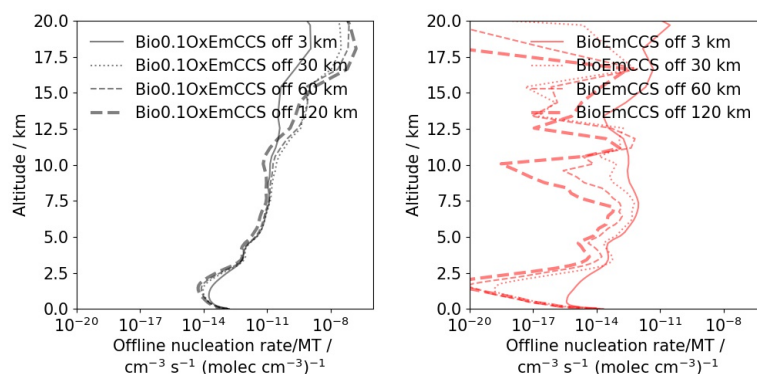 20.0
17.5
15.0
12.5
10.0
7.5
5.0
2.5
0.0
Altitude / km
Bio0.1OxEmCCS off 3 km
Bio0.1OxEmCCS off 30 km
Bio0.1OxEmCCS off 60 km
Bio0.1OxEmCCS off 120 km
10⁻²⁰ 10⁻¹⁷ 10⁻¹⁴ 10⁻¹¹ 10⁻⁸
Offline nucleation rate/MT /
cm⁻³ s⁻¹ (molec cm⁻³)⁻¹
20.0
17.5
15.0
12.5
10.0
7.5
5.0
2.5
0.0
Altitude / km
BioEmCCS off 3 km
BioEmCCS off 30 km
BioEmCCS off 60 km
BioEmCCS off 120 km
10⁻²⁰ 10⁻¹⁷ 10⁻¹⁴ 10⁻¹¹ 10⁻⁸
Offline nucleation rate/MT /
cm⁻³ s⁻¹ (molec cm⁻³)⁻¹